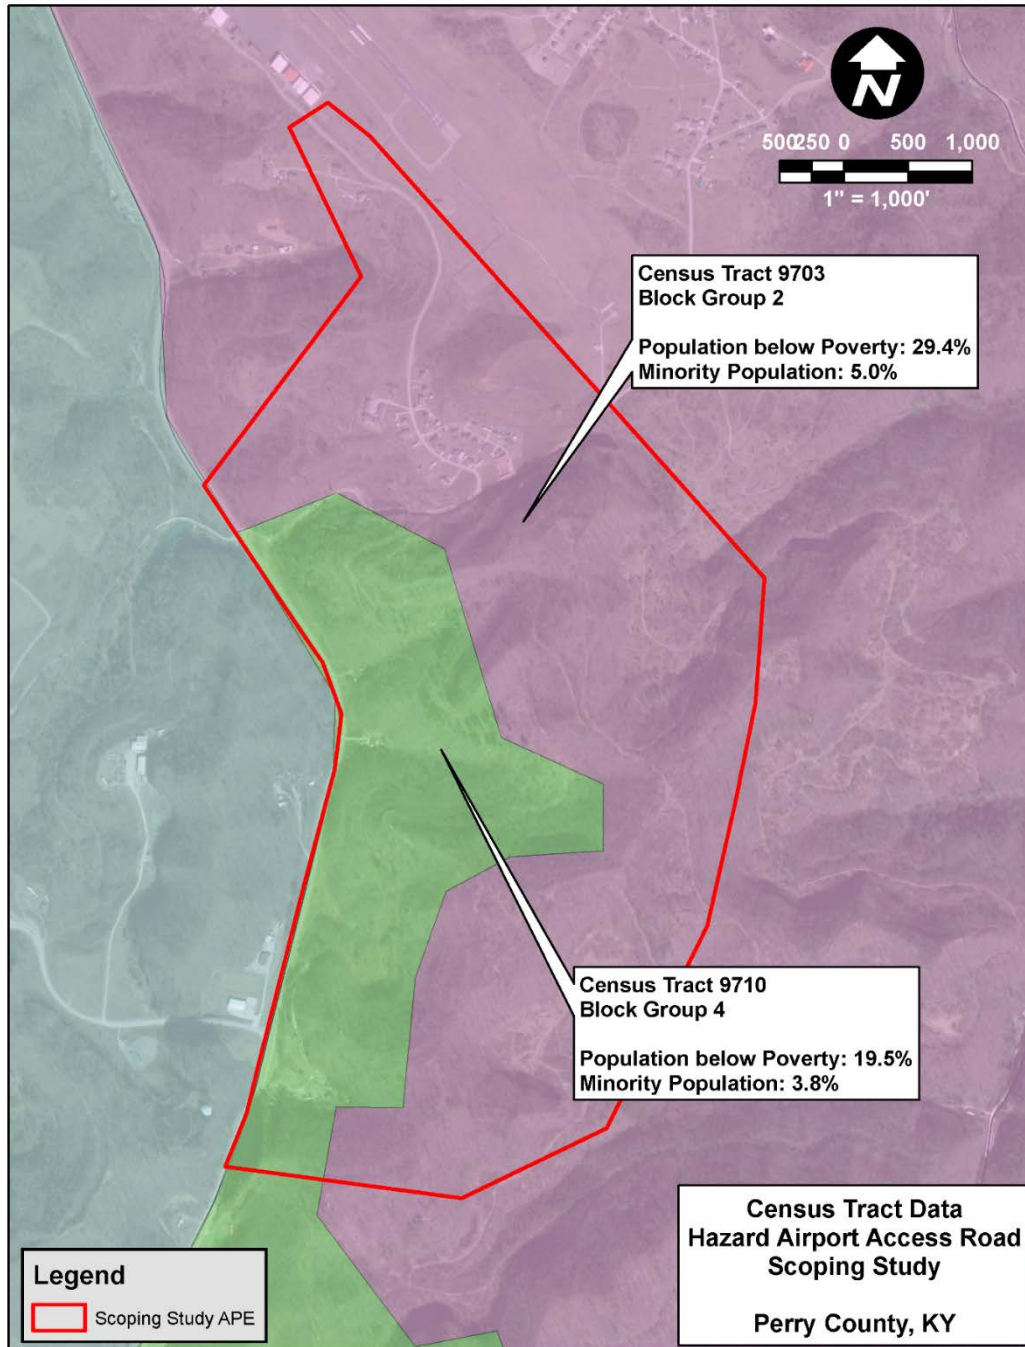 N
500250 0 500 1,000
1" = 1,000'
Census Tract 9703
Block Group 2
Population below Poverty: 29.4%
Minority Population: 5.0%
Census Tract 9710
Block Group 4
Population below Poverty: 19.5%
Minority Population: 3.8%
Legend
Scoping Study APE
Census Tract Data
Hazard Airport Access Road
Scoping Study
Perry County, KY